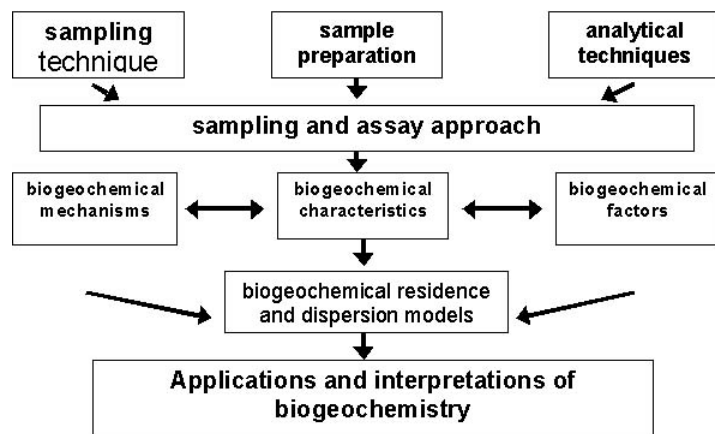 sampling
technique
sample
preparation
analytical
techniques
sampling and assay approach
biogeochemical
mechanisms
biogeochemical
characteristics
biogeochemical
factors
biogeochemical residence
and dispersion models
Applications and interpretations of
biogeochemistry